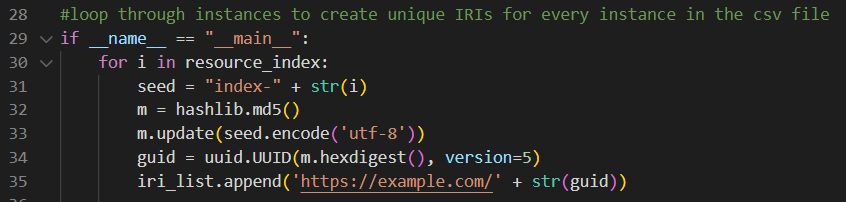 28 #loop through instances to create unique IRIs for every instance in the csv file
29 if __name__ == "__main__":
30 for i in resource_index:
31 seed = "index-" + str(i)
32 m = hashlib.md5()
33 m.update(seed.encode('utf-8'))
34 guid = uuid.UUID(m.hexdigest(), version=5)
35 iri_list.append('https://example.com/' + str(guid))